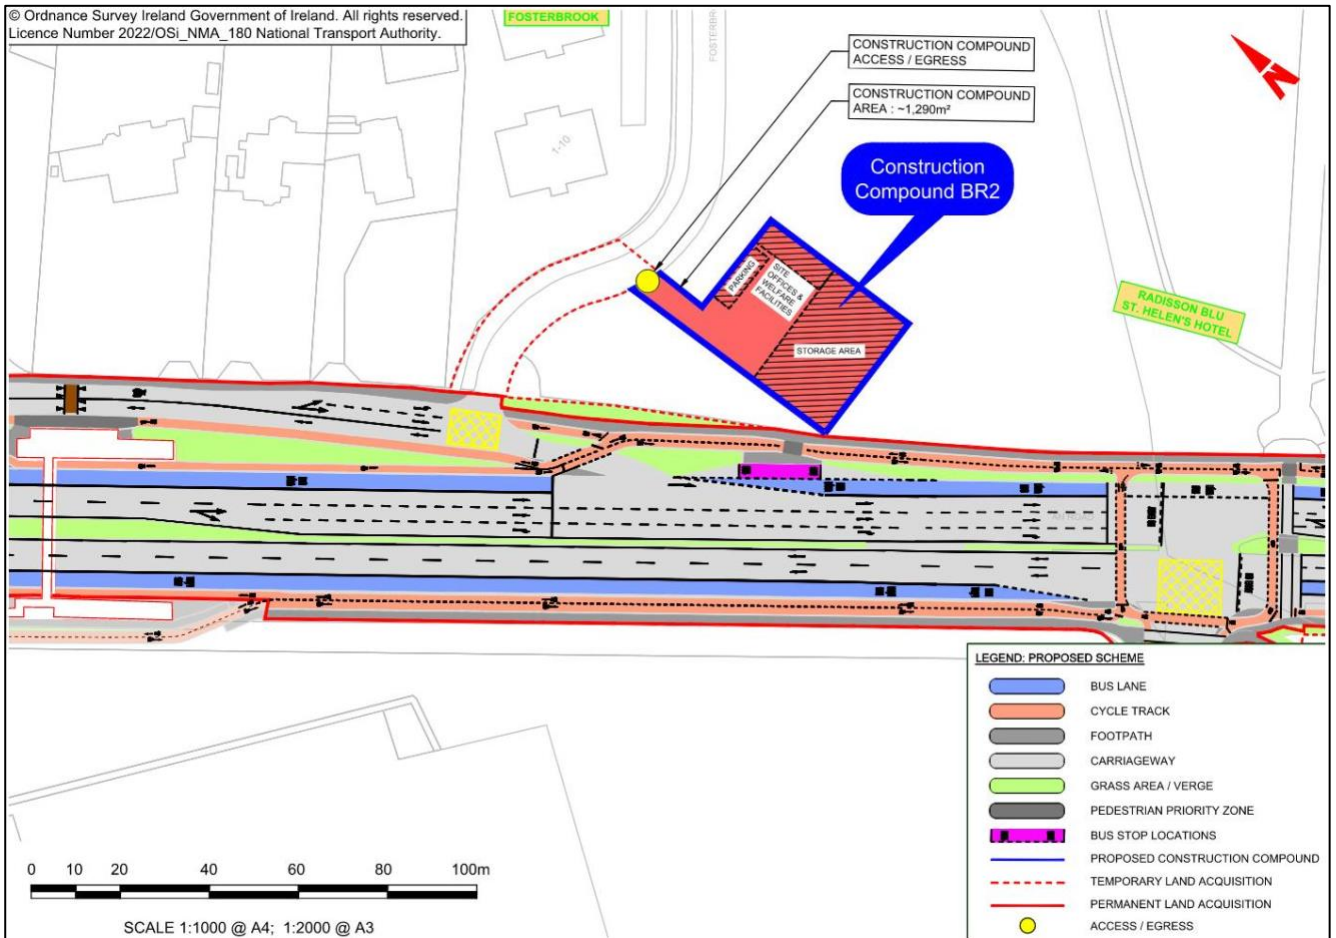 © Ordnance Survey Ireland Government of Ireland. All rights reserved.
Licence Number 2022/OSi_NMA_180 National Transport Authority.
FOSTERBROOK
CONSTRUCTION COMPOUND
ACCESS / EGRESS
CONSTRUCTION COMPOUND
AREA : ~1,290m²
Construction
Compound BR2
1-10
PARKING
SITE
OFFICES &
WELFARE
FACILITIES
STORAGE AREA
RADISSON BLU
ST. HELEN'S HOTEL
LEGEND: PROPOSED SCHEME
BUS LANE
CYCLE TRACK
FOOTPATH
CARRIAGEWAY
GRASS AREA / VERGE
PEDESTRIAN PRIORITY ZONE
BUS STOP LOCATIONS
PROPOSED CONSTRUCTION COMPOUND
TEMPORARY LAND ACQUISITION
PERMANENT LAND ACQUISITION
ACCESS / EGRESS
0 10 20 40 60 80 100m
SCALE 1:1000 @ A4; 1:2000 @ A3